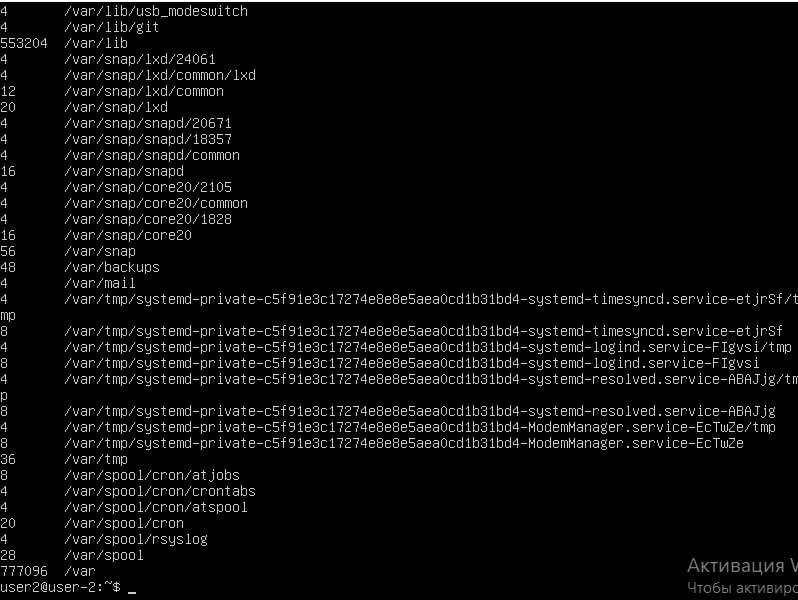 4       /var/lib/usb_modeswitch
4       /var/lib/git
553204  /var/lib
4       /var/snap/lxd/24061
4       /var/snap/lxd/common/lxd
12      /var/snap/lxd/common
20      /var/snap/lxd
4       /var/snap/snapd/20671
4       /var/snap/snapd/18357
4       /var/snap/snapd/common
16      /var/snap/snapd
4       /var/snap/core20/2105
4       /var/snap/core20/common
4       /var/snap/core20/1828
16      /var/snap/core20
56      /var/snap
48      /var/backups
4       /var/mail
4       /var/tmp/systemd-private-c5f91e3c17274e8e8e5aea0cd1b31bd4-systemd-timesyncd.service-etjrSf/t
mp
8       /var/tmp/systemd-private-c5f91e3c17274e8e8e5aea0cd1b31bd4-systemd-timesyncd.service-etjrSf
4       /var/tmp/systemd-private-c5f91e3c17274e8e8e5aea0cd1b31bd4-systemd-logind.service-FIgvsi/tmp
8       /var/tmp/systemd-private-c5f91e3c17274e8e8e5aea0cd1b31bd4-systemd-logind.service-FIgvsi
4       /var/tmp/systemd-private-c5f91e3c17274e8e8e5aea0cd1b31bd4-systemd-resolved.service-ABAJjg/tm
p
8       /var/tmp/systemd-private-c5f91e3c17274e8e8e5aea0cd1b31bd4-systemd-resolved.service-ABAJjg
4       /var/tmp/systemd-private-c5f91e3c17274e8e8e5aea0cd1b31bd4-ModemManager.service-EcTwZe/tmp
8       /var/tmp/systemd-private-c5f91e3c17274e8e8e5aea0cd1b31bd4-ModemManager.service-EcTwZe
36      /var/tmp
8       /var/spool/cron/atjobs
4       /var/spool/cron/crontabs
4       /var/spool/cron/atspool
20      /var/spool/cron
4       /var/spool/rsyslog
28      /var/spool
777096  /var
user2@user-2:~$ _
Активация W
Чтобы активиро